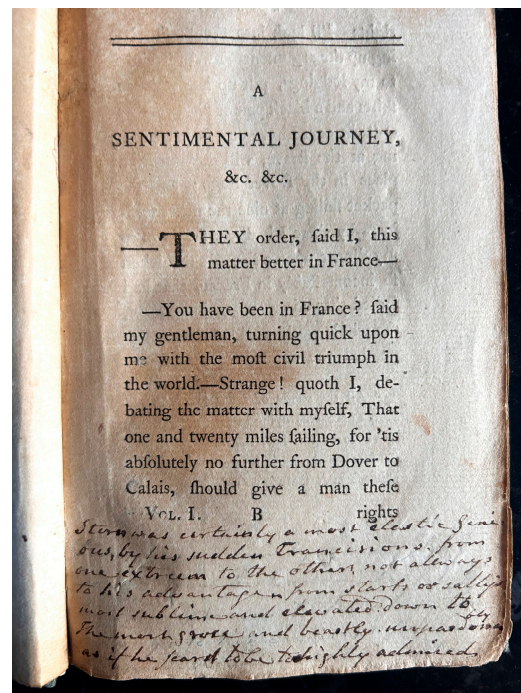 A
SENTIMENTAL JOURNEY,
&c. &c.
—THEY order, ſaid I, this
matter better in France—
—You have been in France? ſaid
my gentleman, turning quick upon
me with the moſt civil triumph in
the world.—Strange! quoth I, de-
bating the matter with myſelf, That
one and twenty miles ſailing, for 'tis
abſolutely no further from Dover to
Calais, ſhould give a man theſe
Vol. I. B rights
Stern was certainly a most elastic Geni
ous, by his sudden trancisions from
one extreem to the other, not allways
to his advantage, from starts or sallys
most sublime and elevated down to
the most gross and beastly
as if he feard to be to highly admired